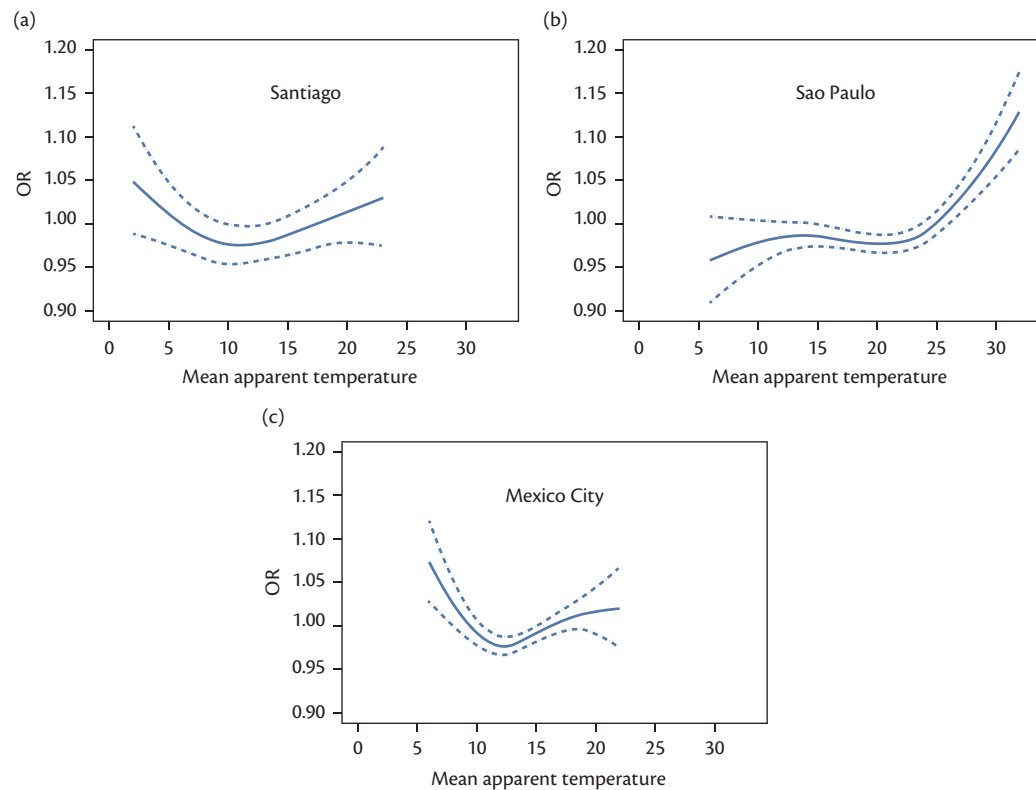 (a)
1.20
1.15
1.10
1.05
1.00
0.95
0.90
OR
Santiago
0 5 10 15 20 25 30
Mean apparent temperature
(b)
1.20
1.15
1.10
1.05
1.00
0.95
0.90
OR
Sao Paulo
0 5 10 15 20 25 30
Mean apparent temperature
(c)
1.20
1.15
1.10
1.05
1.00
0.95
0.90
OR
Mexico City
0 5 10 15 20 25 30
Mean apparent temperature